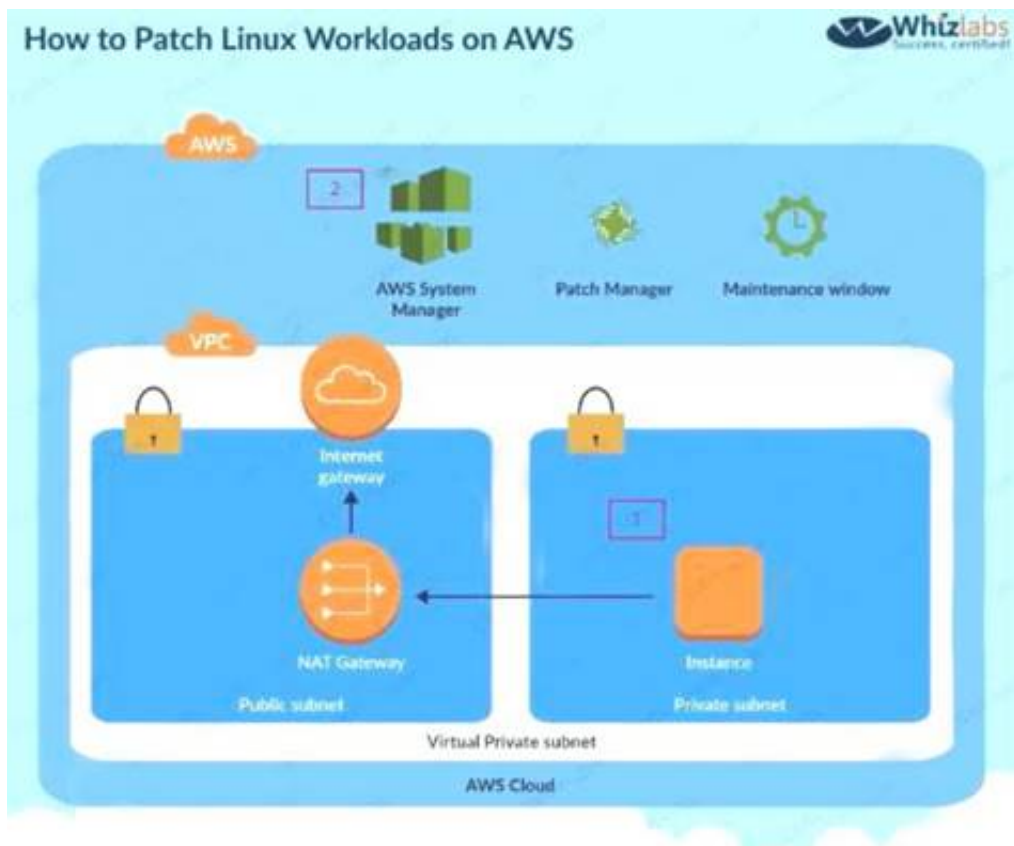 How to Patch Linux Workloads on AWS
Whizlabs
Success, certified!
AWS
2
AWS System
Manager
Patch Manager
Maintenance window
VPC
Internet
gateway
1
NAT Gateway
Instance
Public subnet
Private subnet
Virtual Private subnet
AWS Cloud